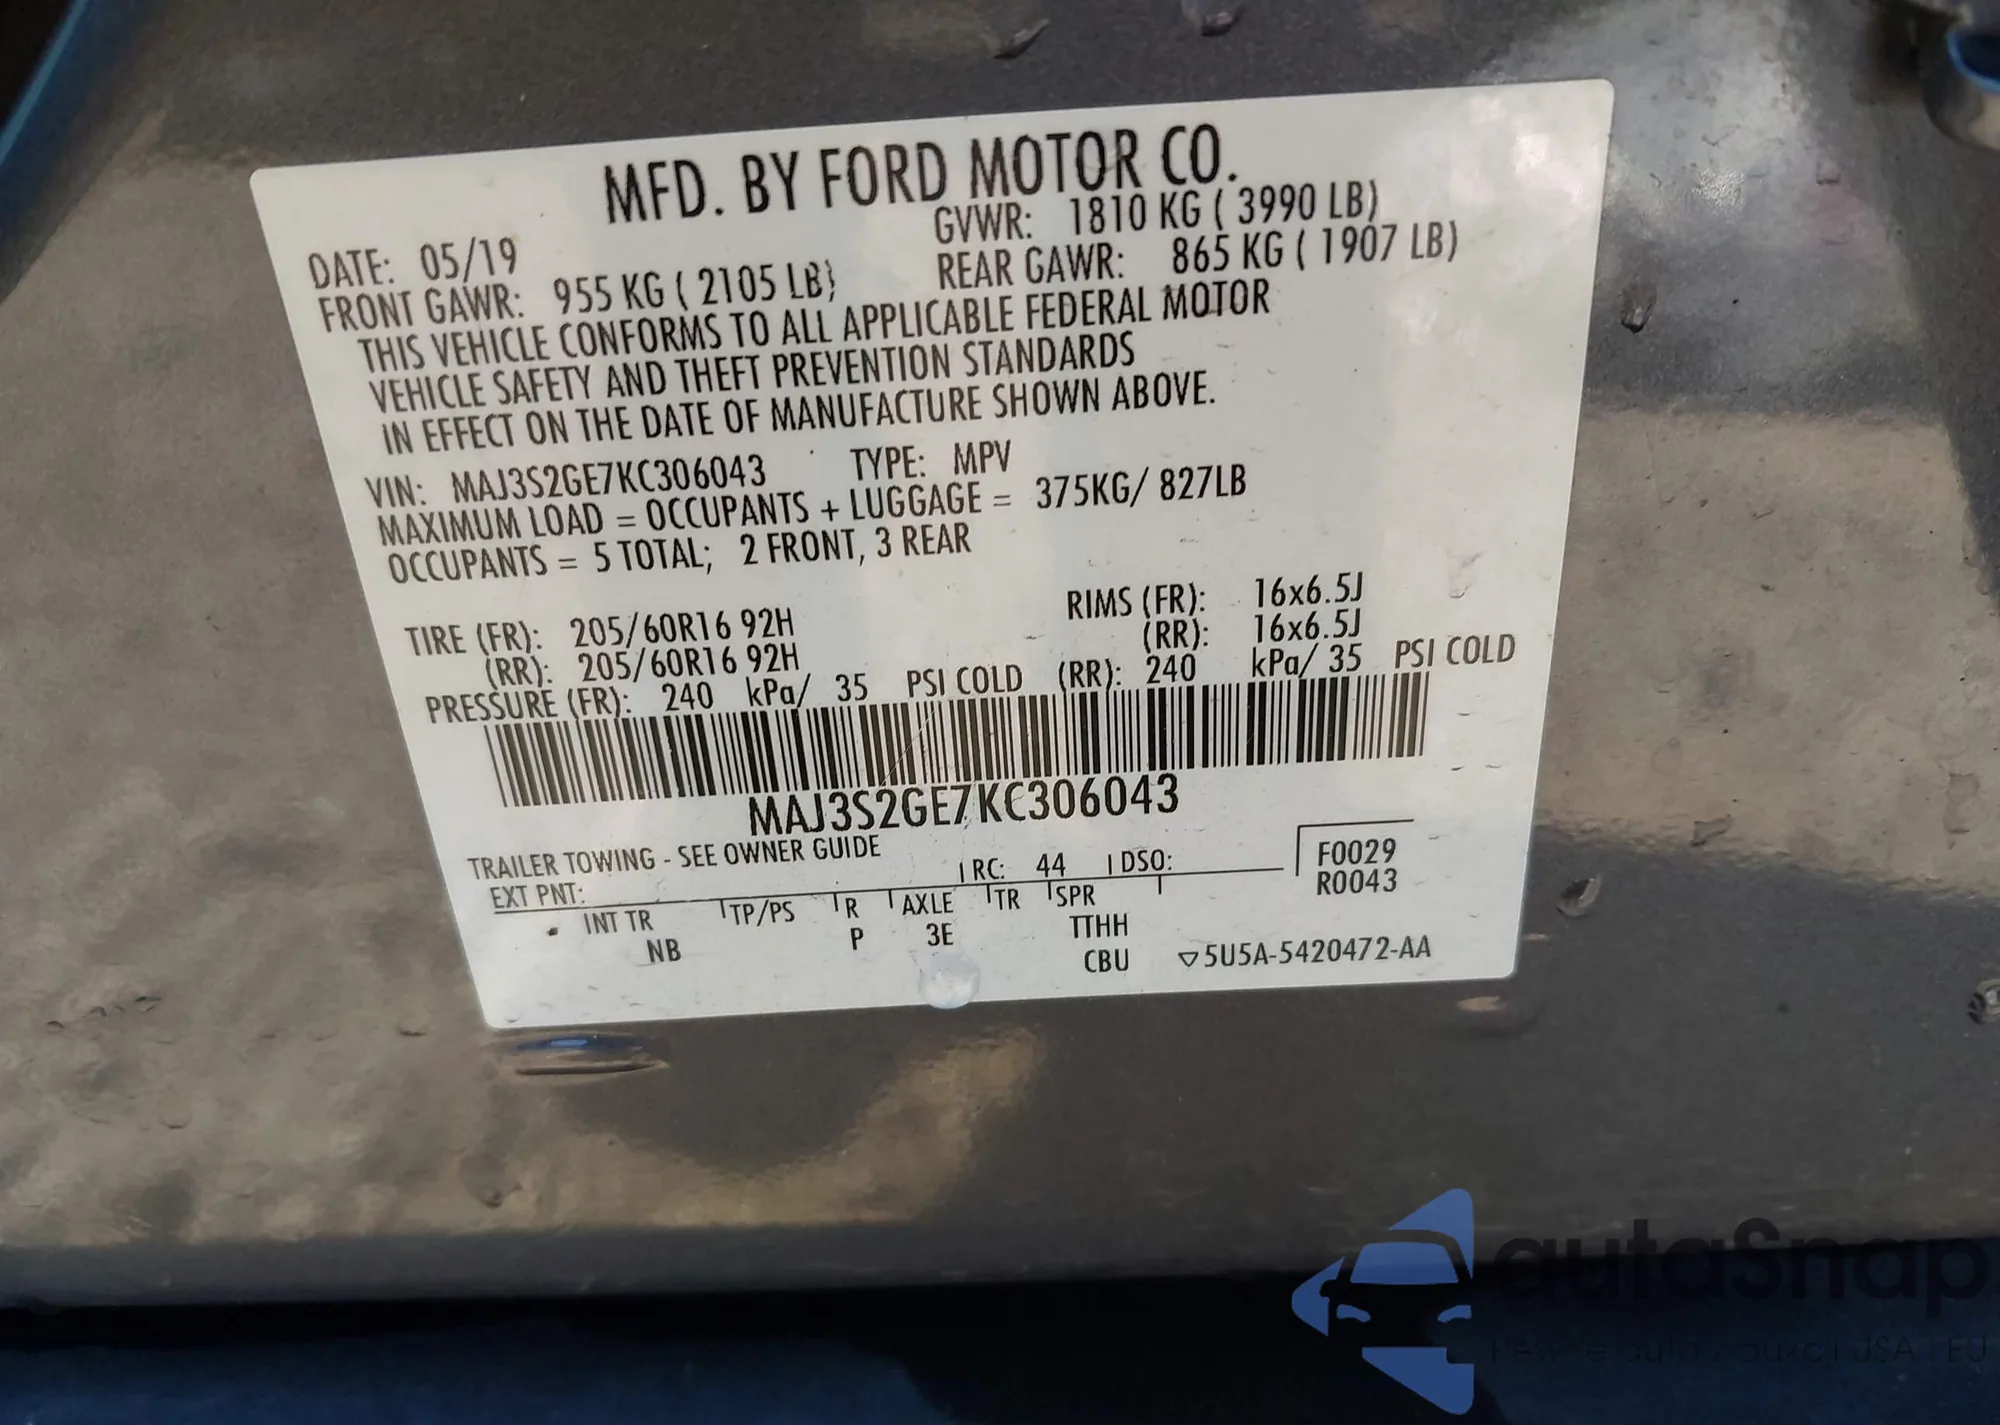 MFD. BY FORD MOTOR CO.
DATE: 05/19 GVWR: 1810 KG ( 3990 LB)
FRONT GAWR: 955 KG ( 2105 LB) REAR GAWR: 865 KG ( 1907 LB)
THIS VEHICLE CONFORMS TO ALL APPLICABLE FEDERAL MOTOR
VEHICLE SAFETY AND THEFT PREVENTION STANDARDS
IN EFFECT ON THE DATE OF MANUFACTURE SHOWN ABOVE.
VIN: MAJ3S2GE7KC306043 TYPE: MPV
MAXIMUM LOAD = OCCUPANTS + LUGGAGE = 375KG/ 827LB
OCCUPANTS = 5 TOTAL; 2 FRONT, 3 REAR
TIRE (FR): 205/60R16 92H RIMS (FR): 16x6.5J
(RR): 205/60R16 92H (RR): 16x6.5J
PRESSURE (FR): 240 kPa/ 35 PSI COLD (RR): 240 kPa/ 35 PSI COLD
MAJ3S2GE7KC306043
TRAILER TOWING - SEE OWNER GUIDE
EXT PNT: RC: 44 DSO: F0029
R0043
INT TR TP/PS R AXLE TR SPR
NB P 3E TTHH
CBU 5U5A-5420472-AA
autaSnap